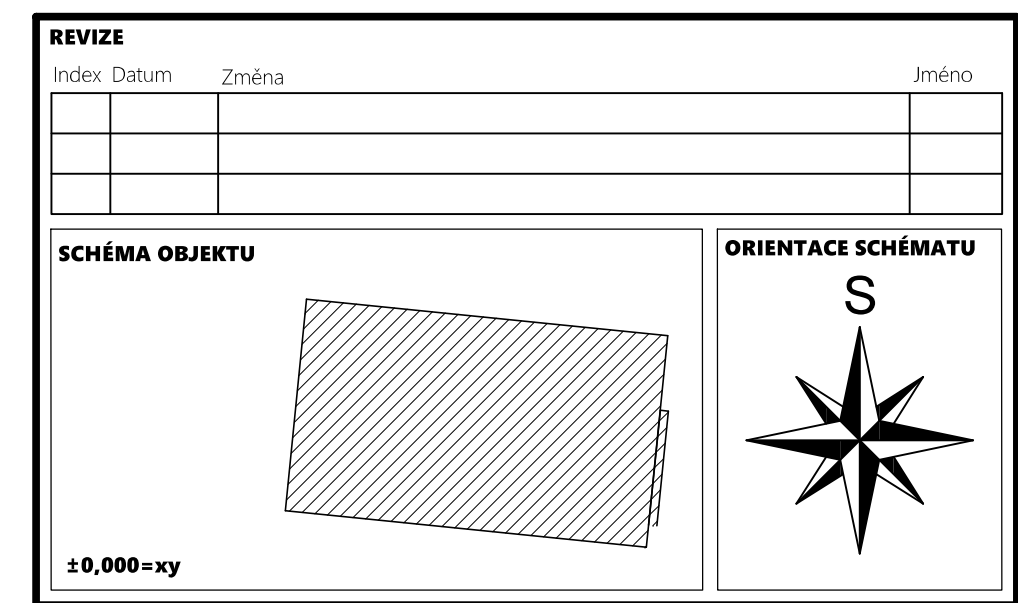 REVIZE
Index Datum Změna Jméno
SCHÉMA OBJEKTU
±0,000=xy
ORIENTACE SCHÉMATU
S